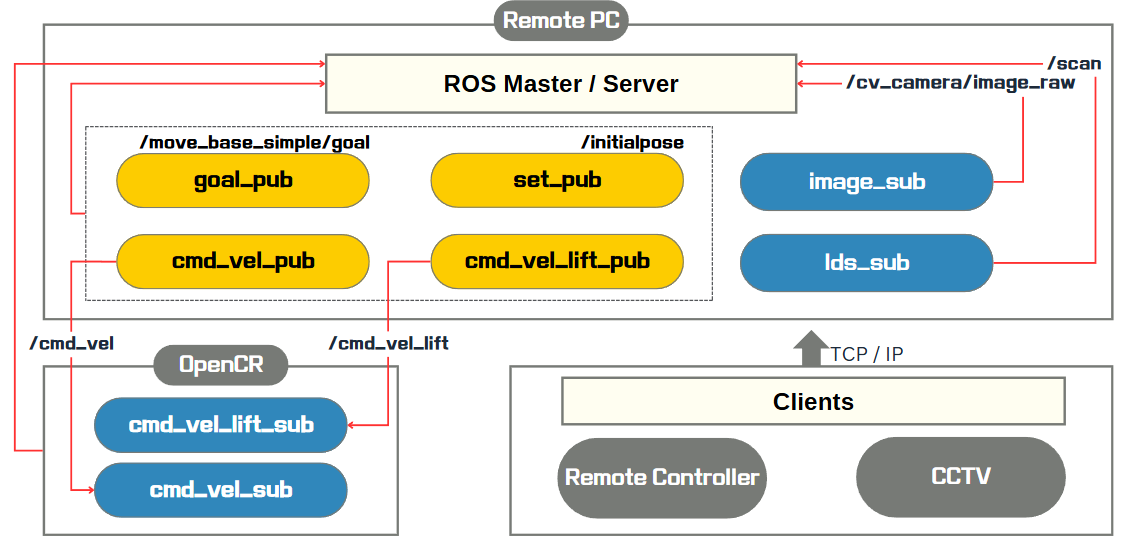 Remote PC
ROS Master / Server
/scan
/cv_camera/image_raw
/move_base_simple/goal
/initialpose
goal_pub
set_pub
image_sub
cmd_vel_pub
cmd_vel_lift_pub
lds_sub
/cmd_vel
/cmd_vel_lift
TCP / IP
OpenCR
cmd_vel_lift_sub
cmd_vel_sub
Clients
Remote Controller
CCTV